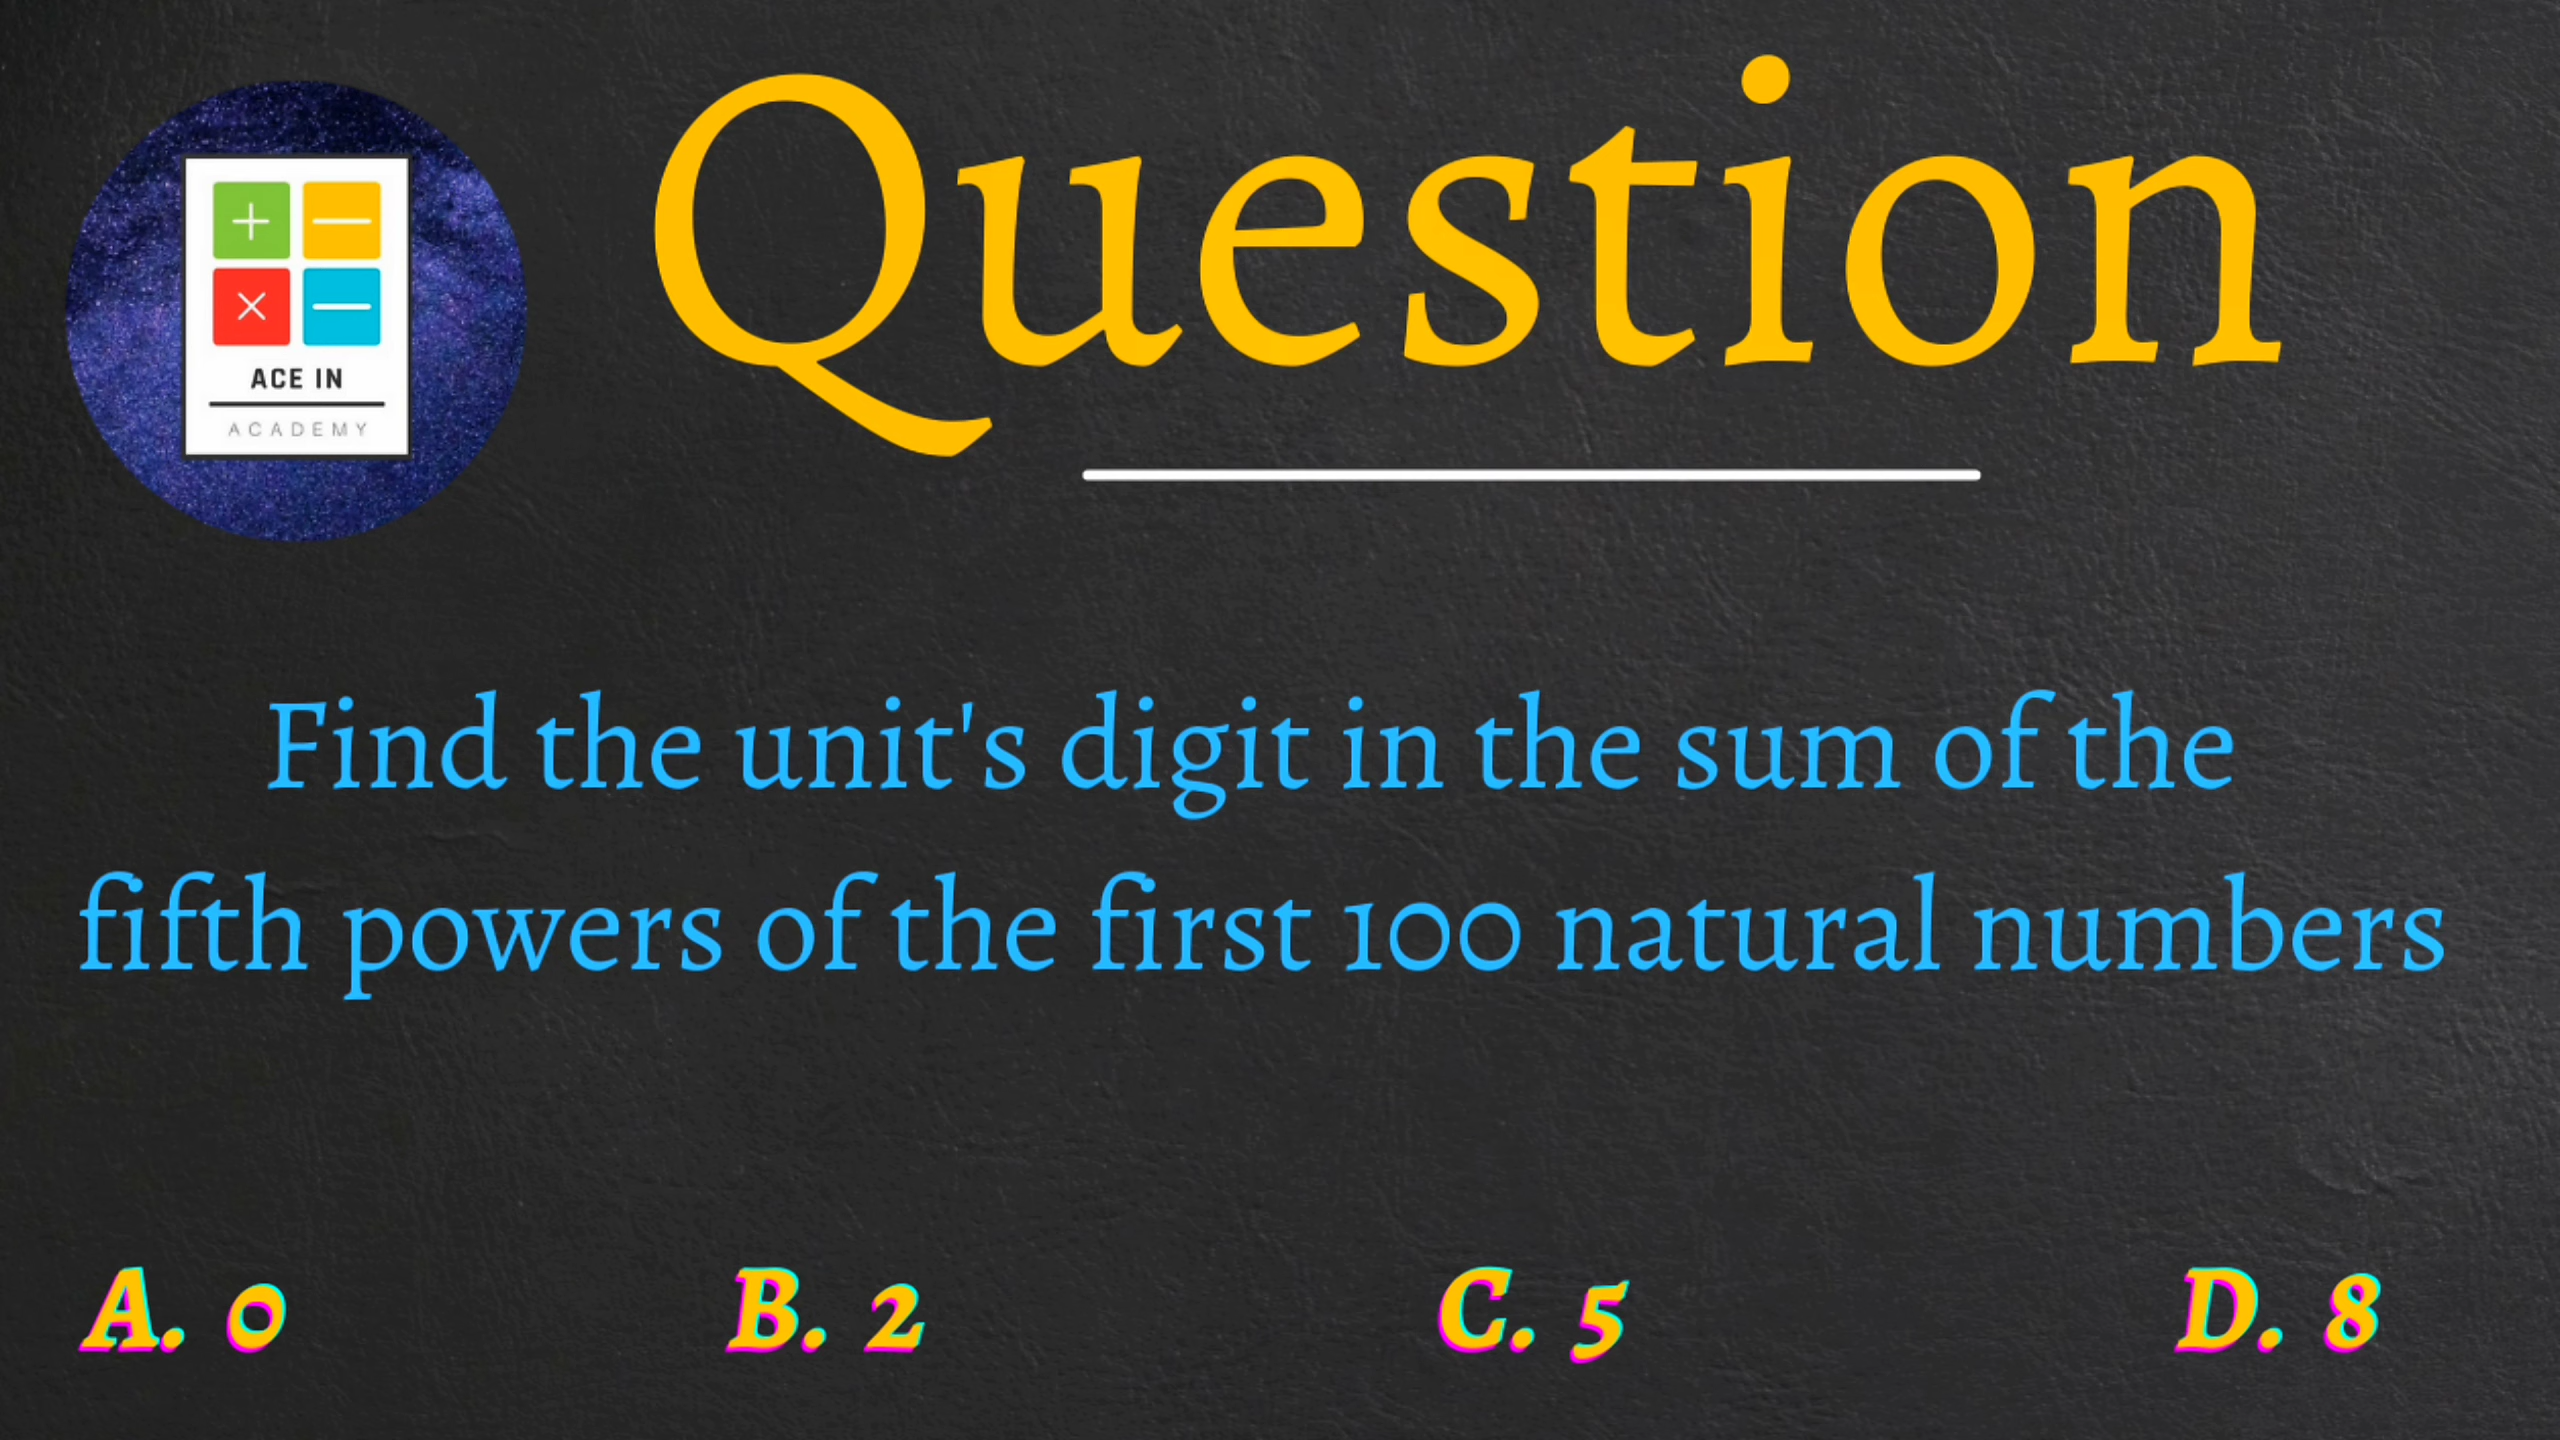 Question
ACE IN
ACADEMY
Find the unit's digit in the sum of the
fifth powers of the first 100 natural numbers
A. 0
B. 2
C. 5
D. 8